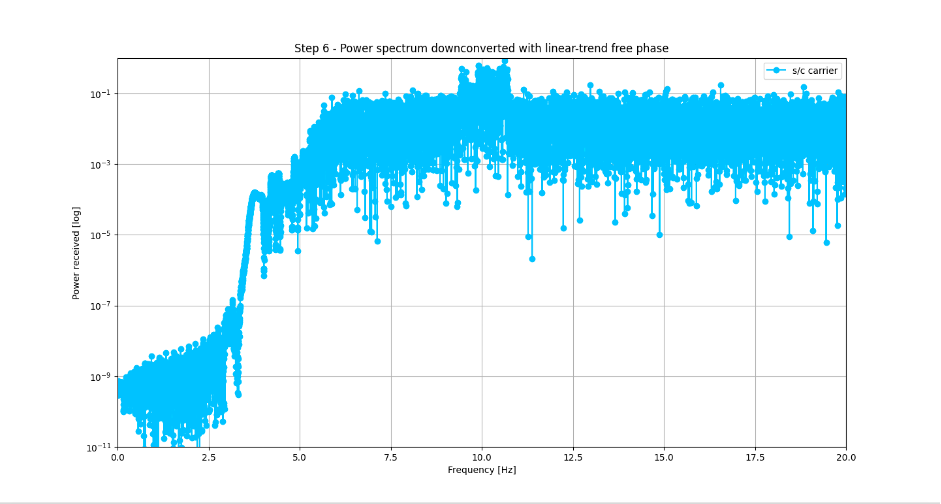 Step 6 - Power spectrum downconverted with linear-trend free phase
s/c carrier
Power received [log]
10⁻¹
10⁻³
10⁻⁵
10⁻⁷
10⁻⁹
10⁻¹¹
0.0 2.5 5.0 7.5 10.0 12.5 15.0 17.5 20.0
Frequency [Hz]